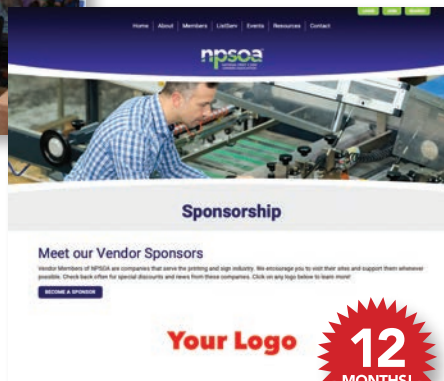 Home | About | Members | ListServ | Events | Resources | Contact
npsoa
Sponsorship
Meet our Vendor Sponsors
Vendor Members of NPSOA are companies that serve the printing and sign industry. We encourage you to visit their sites and support them whenever
possible. Check back often for special discounts and news from these companies. Click on any logo below to learn more!
BECOME A SPONSOR
Your Logo
12
MONTHS!